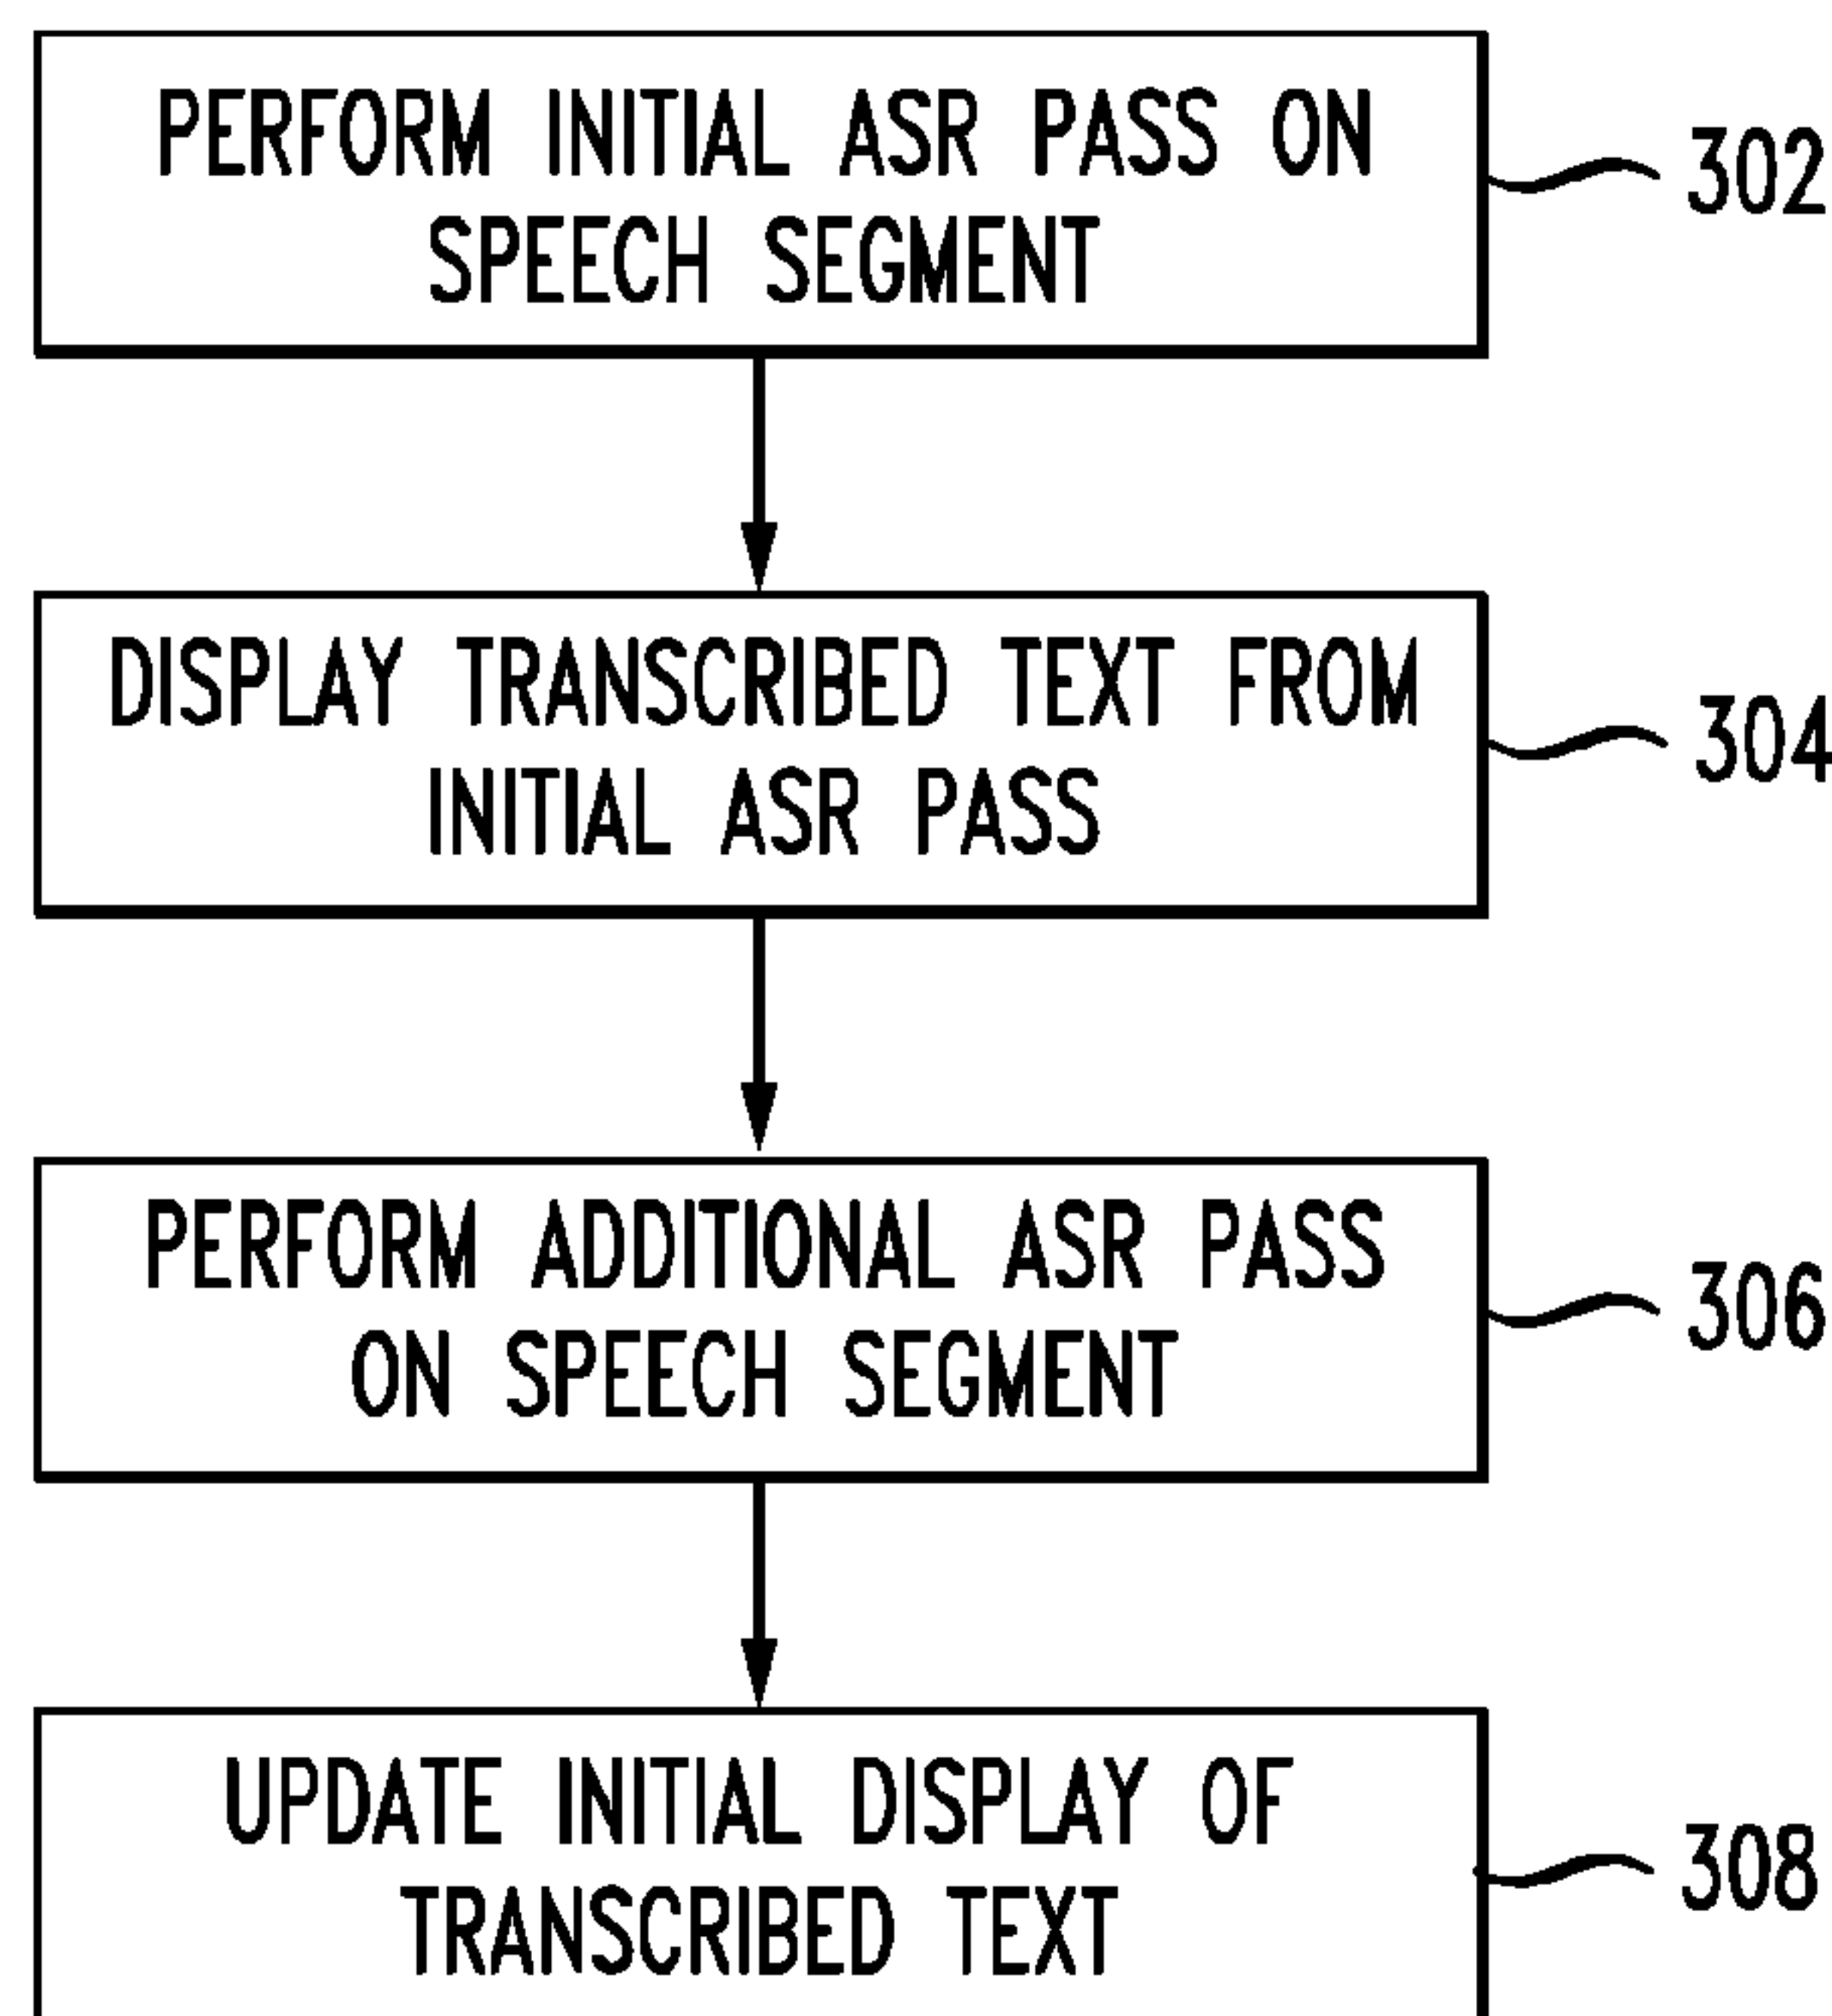 PERFORM INITIAL ASR PASS ON
SPEECH SEGMENT
302
DISPLAY TRANSCRIBED TEXT FROM
INITIAL ASR PASS
304
PERFORM ADDITIONAL ASR PASS
ON SPEECH SEGMENT
306
UPDATE INITIAL DISPLAY OF
TRANSCRIBED TEXT
308